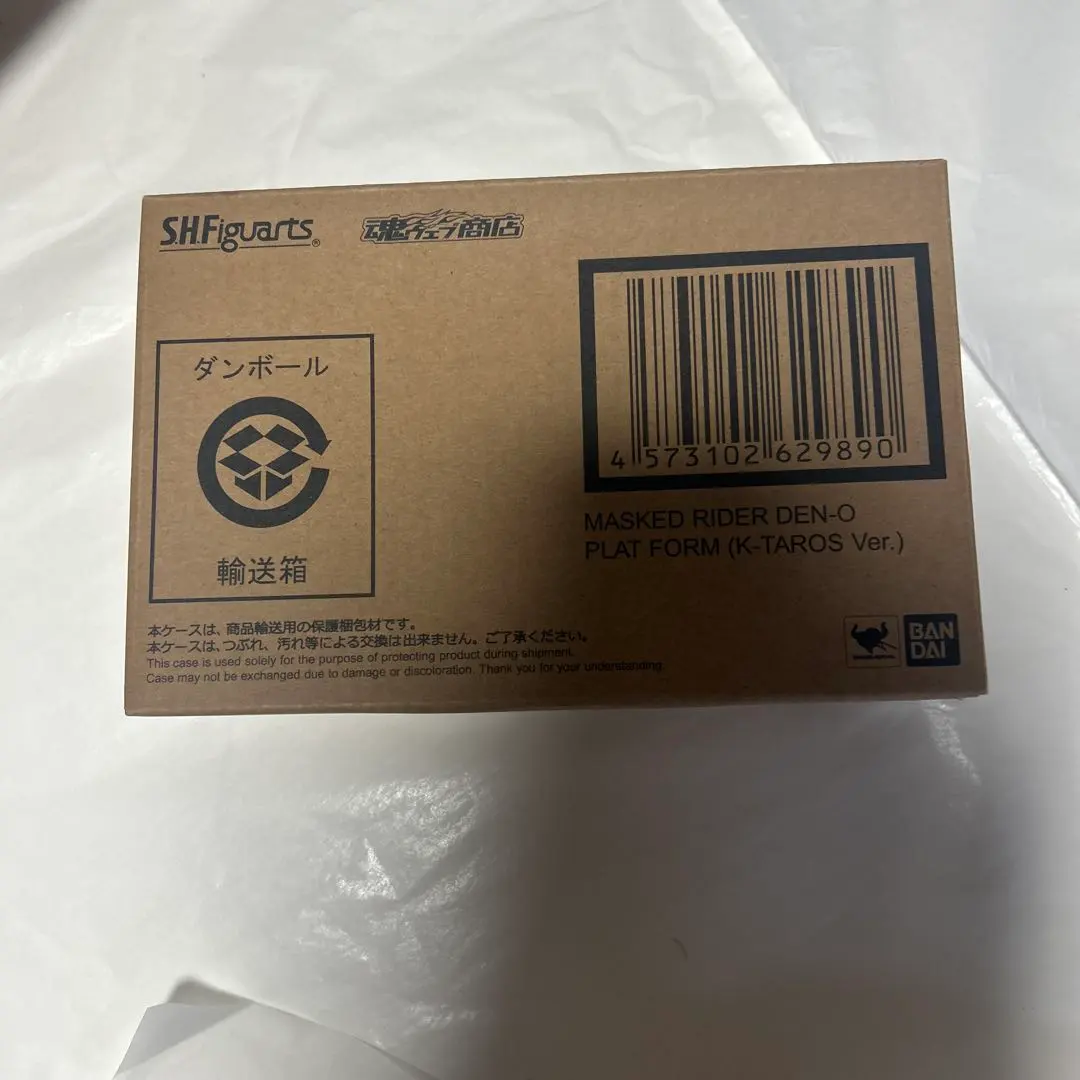 S.H.Figuarts®
魂ウェブ商店
ダンボール
輸送箱
4 573102 629890
MASKED RIDER DEN-O
PLAT FORM (K-TAROS Ver.)
本ケースは、商品輸送用の保護梱包材です。
本ケースは、つぶれ、汚れ等による交換は出来ません。ご了承ください。
This case is used solely for the purpose of protecting product during shipment.
Case may not be exchanged due to damage or discoloration. Thank you for your understanding.
BAN
DAI